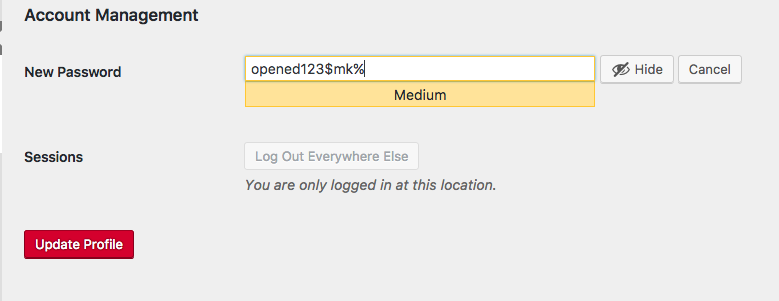 Account Management
New Password opened123$mk% Hide Cancel
Medium
Sessions Log Out Everywhere Else
You are only logged in at this location.
Update Profile